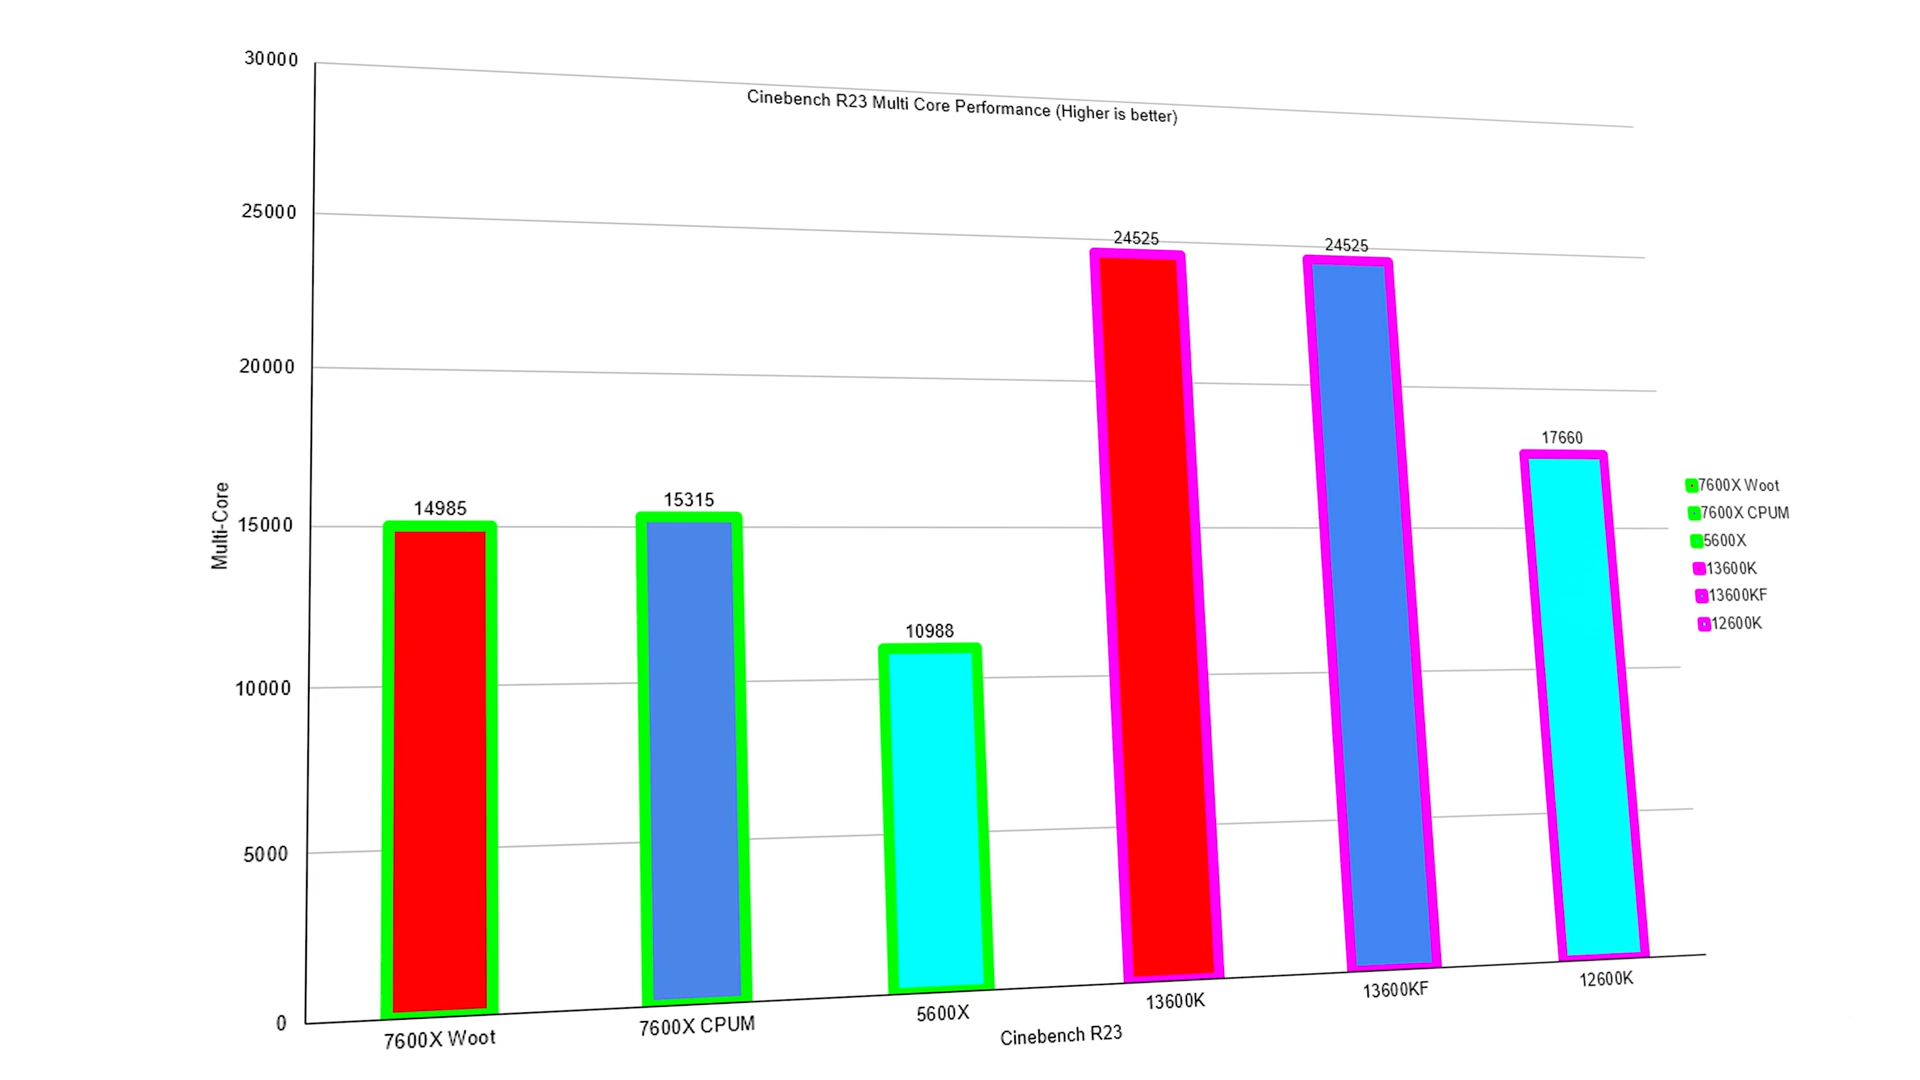 Cinebench R23 Multi Core Performance (Higher is better)
30000
25000
20000
15000
10000
5000
0
Multi-Core
14985
15315
10988
24525
24525
17660
7600X Woot
7600X CPUM
5600X
13600K
13600KF
12600K
Cinebench R23
7600X Woot
7600X CPUM
5600X
13600K
13600KF
12600K